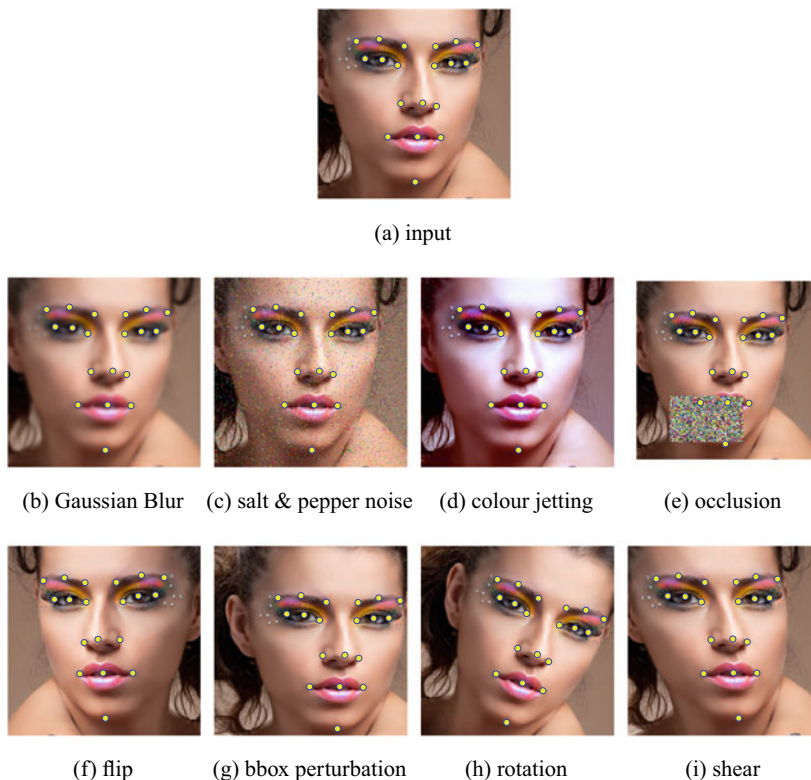 (a) input
(b) Gaussian Blur (c) salt & pepper noise (d) colour jetting (e) occlusion
(f) flip (g) bbox perturbation (h) rotation (i) shear